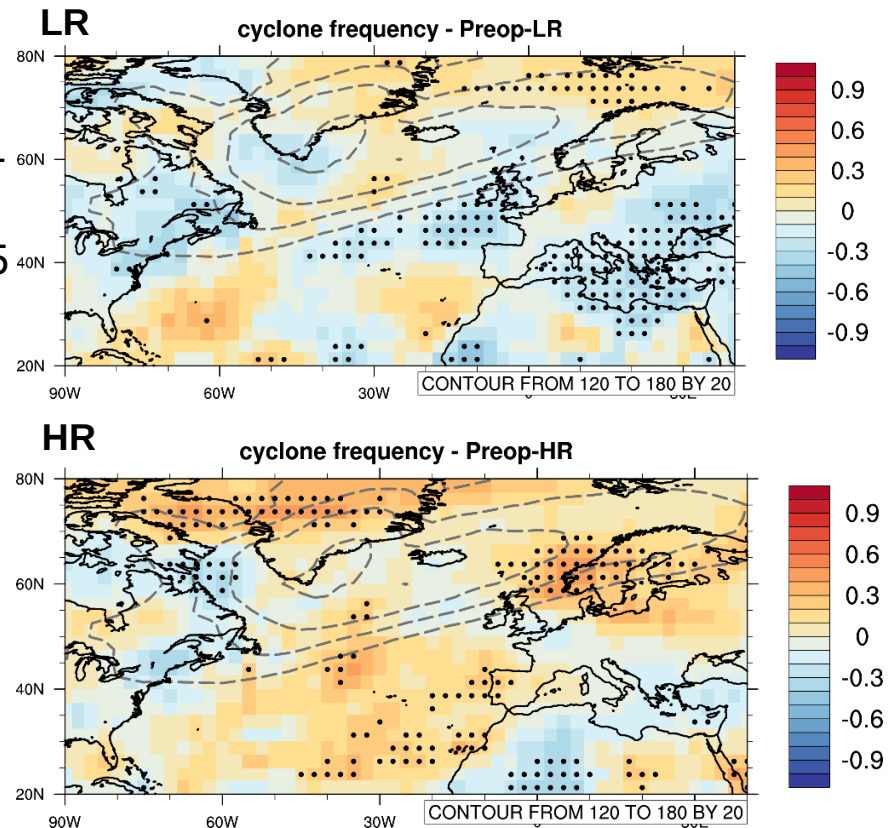 LR
cyclone frequency - Preop-LR
80N
60N
40N
20N
90W
60W
30W
CONTOUR FROM 120 TO 180 BY 20
0.9
0.6
0.3
0
-0.3
-0.6
-0.9
5
HR
cyclone frequency - Preop-HR
80N
60N
40N
20N
90W
60W
30W
CONTOUR FROM 120 TO 180 BY 20
0.9
0.6
0.3
0
-0.3
-0.6
-0.9